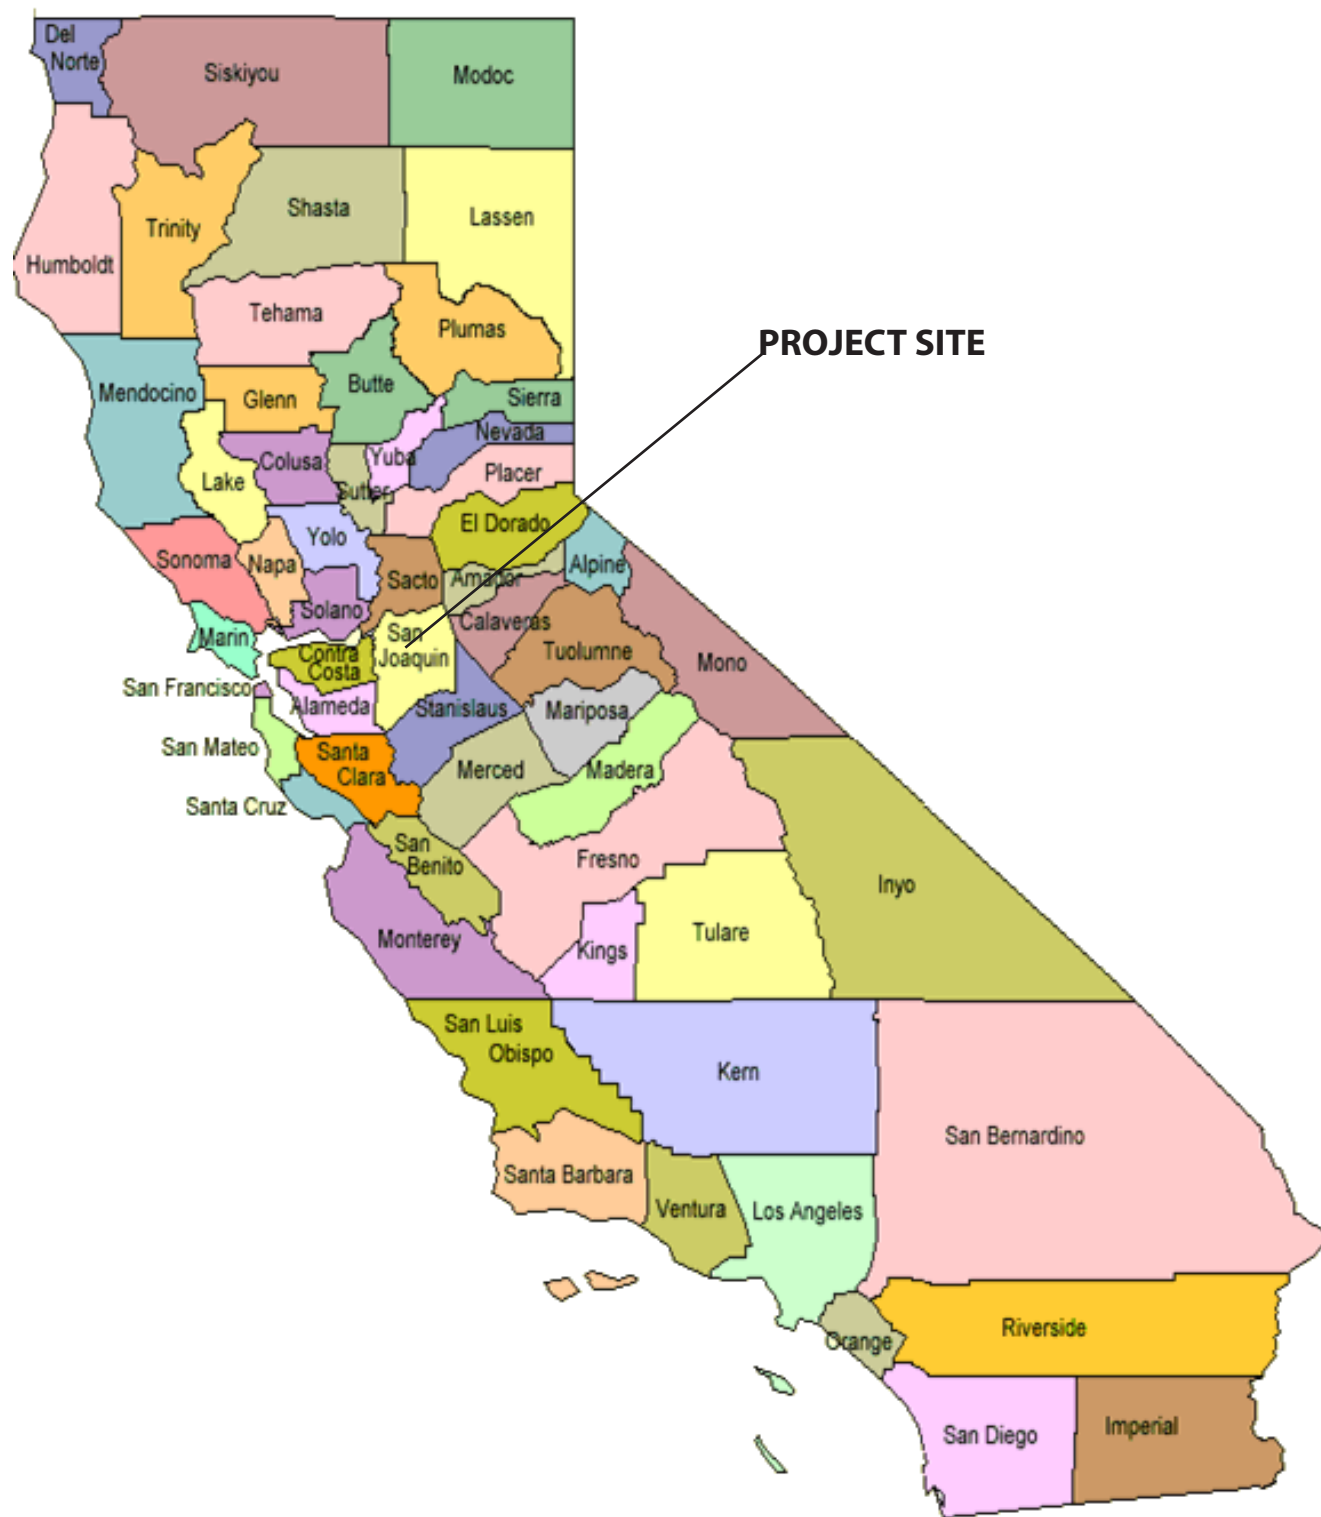 Del
Norte
Siskiyou
Modoc
Humboldt
Trinity
Shasta
Lassen
Tehama
Plumas
PROJECT SITE
Mendocino
Glenn
Butte
Sierra
Nevada
Lake
Colusa
Sutter
Yuba
Placer
El Dorado
Sonoma
Napa
Yolo
Sacto
Amador
Alpine
Solano
Marin
Contra
Costa
San
Joaquin
Calaveras
Tuolumne
Mono
San Francisco
Alameda
Stanislaus
Mariposa
San Mateo
Santa
Clara
Merced
Madera
Santa Cruz
San
Benito
Fresno
Inyo
Monterey
Kings
Tulare
San Luis
Obispo
Kern
San Bernardino
Santa Barbara
Ventura
Los Angeles
Orange
Riverside
San Diego
Imperial